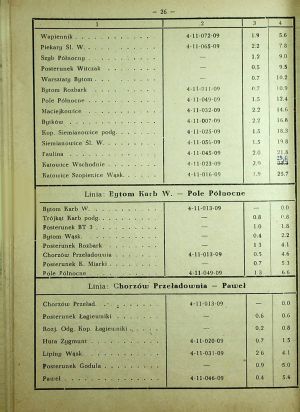 — 26 —
1 2 3 4
Wapiennik 4-11-072-09 1.9 5.6
Piekary Śl. W. 4-11-065-09 2.2 7.8
Szyb Północny — 1.2 9.0
Posterunek Witczak — 0.5 9.5
Warsztaty Bytom — 0.7 10.2
Bytom Rozbark 4-11-011-09 0.7 10.9
Pole Północne 4-11-049-09 1.5 12.4
Maciejkowice 4-11-032-09 2.2 14.6
Bytków 4-11-007-09 2.2 16.8
Kop. Siemianowice podg. 4-11-025-09 1.5 18.3
Siemianowice Śl. W. 4-11-051-09 1.5 19.8
Paulina 4-11-045-09 2.0 21.8
Katowice Wschodnie 4-11-023-09 2.0
Katowice Szopienice Wąsk. 4-11-016-09 1.9 25.7
Linia: Bytom Karb W. — Pole Północne
Bytom Karb W. 4-11-013-09 — 0.0
Trójkąt Karb podg. — 0.8 0.8
Posterunek BT 3 — 1.0 1.8
Bytom Wąsk. — 0.4 2.2
Posterunek Rozbark — 1.3 4.1
Chorzów Przeładownia 4-11-013-09 0.5 4.6
Posterunek K. Miarki — 0.7 5.3
Pole Północne 4-11-049-09 1.3 6.6
Linia: Chorzów Przeładownia — Paweł
Chorzów Przeład. 4-11-013-09 — 0.0
Posterunek Łagiewniki — 0.6 0.6
Rozj. Odg. Kop. Łagiewniki — 0.2 0.8
Huta Zygmunt 4-11-020-09 0.7 1.5
Lipiny Wąsk. 4-11-031-09 2.6 4.1
Posterunek Godula — 0.9 5.0
Paweł 4-11-046-09 0.4 5.4